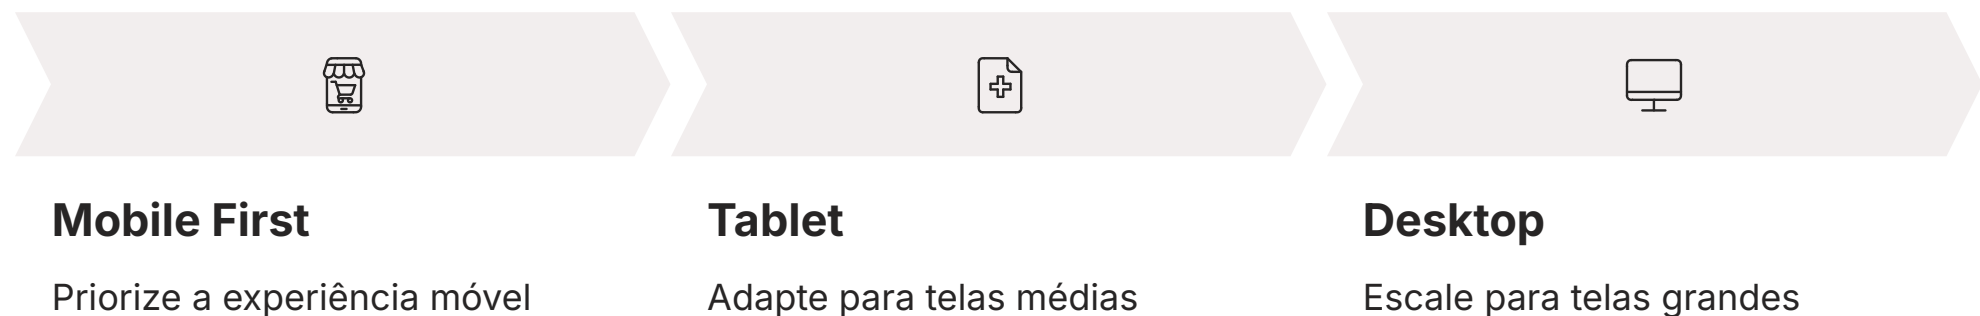 Mobile First
Priorize a experiência móvel
Tablet
Adapte para telas médias
Desktop
Escale para telas grandes